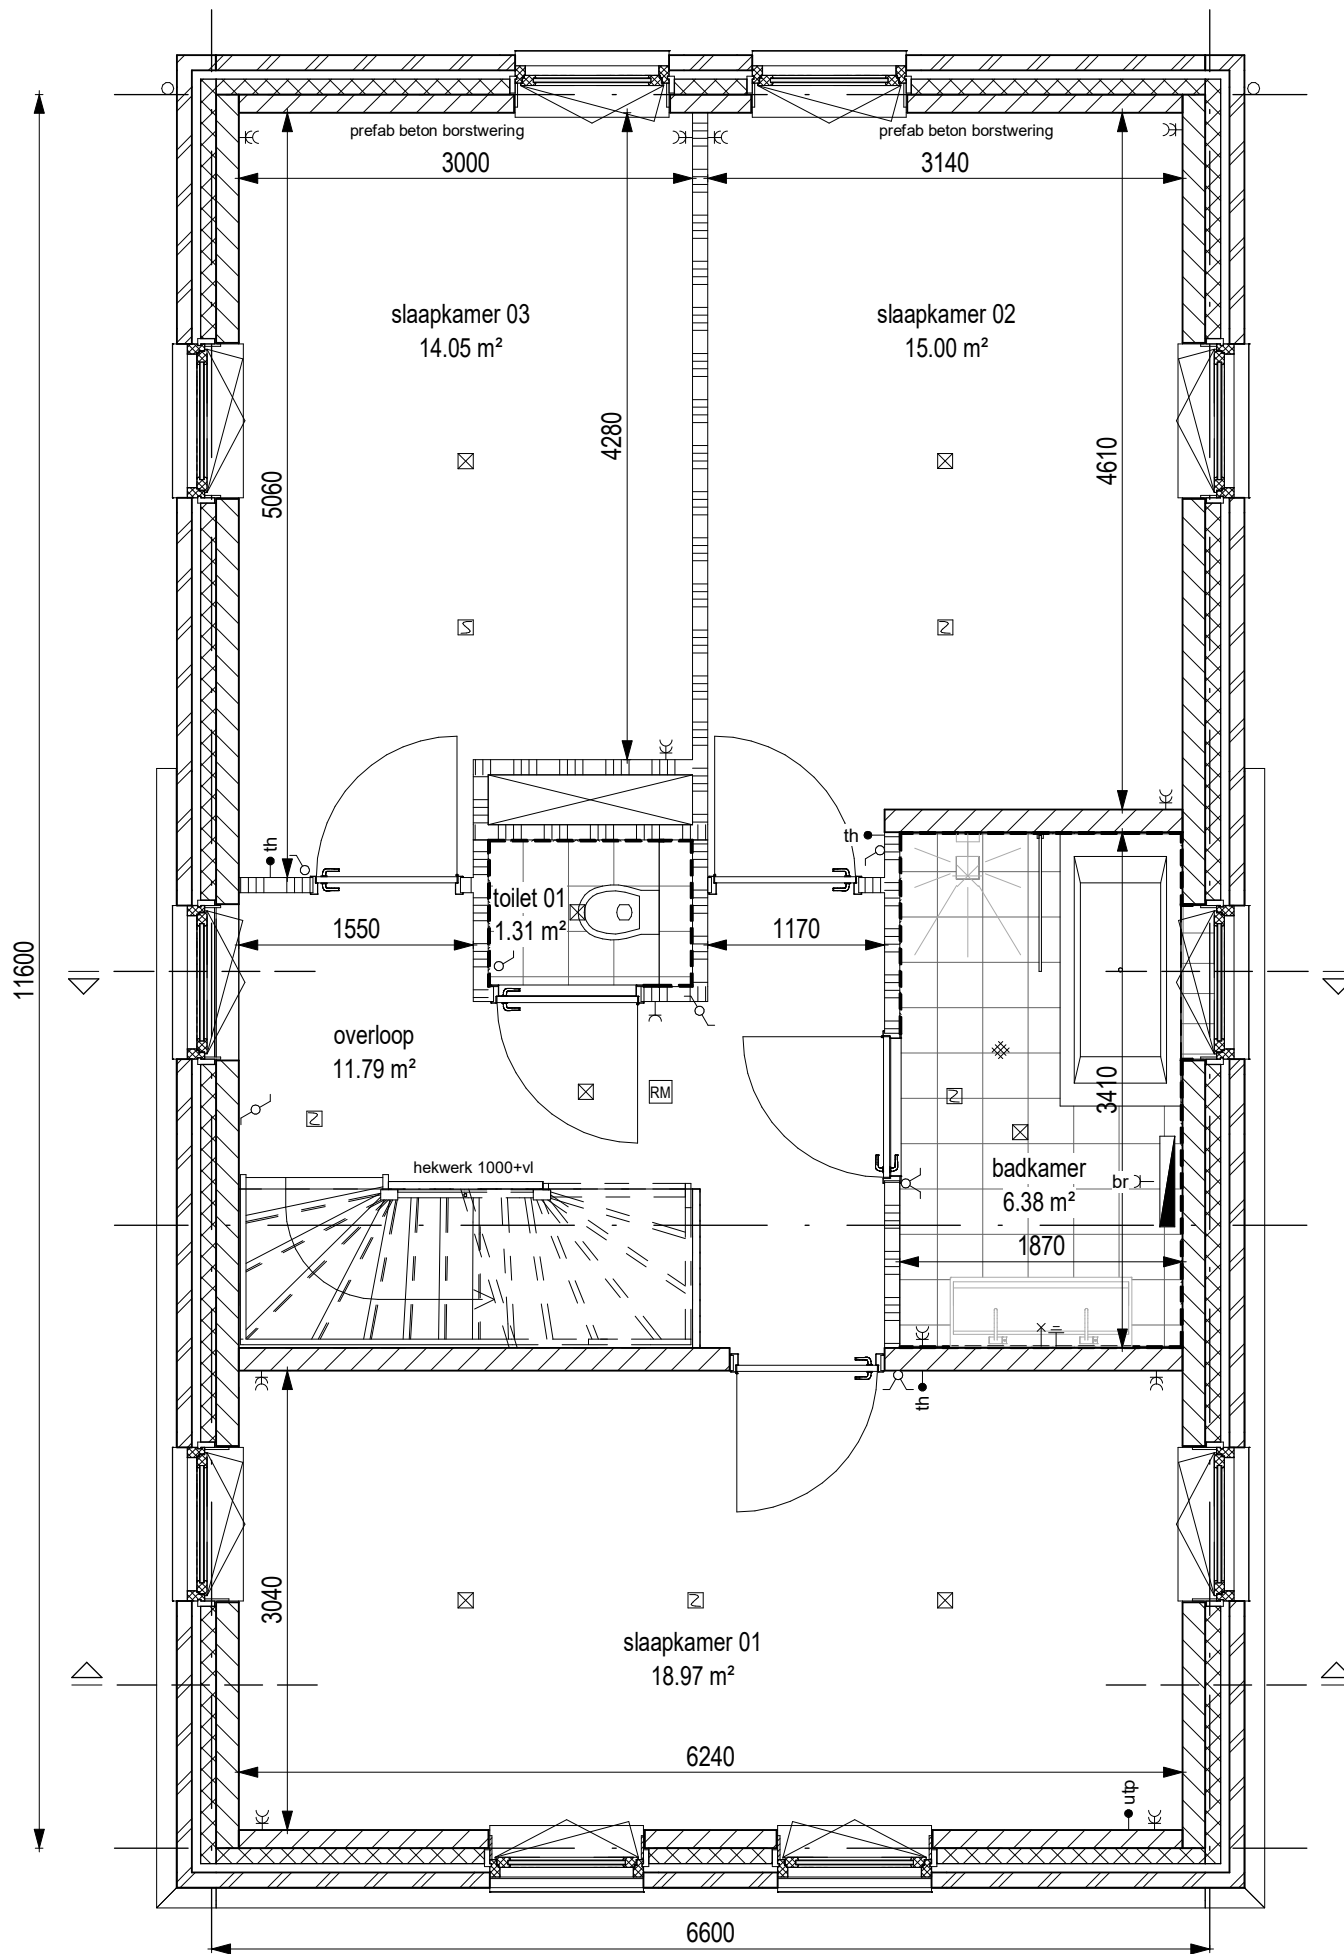 prefab beton borstwering
prefab beton borstwering
3000
3140
slaapkamer 03
14.05 m²
slaapkamer 02
15.00 m²
4280
4610
5060
th
th
toilet 01
1.31 m²
1550
1170
11600
overloop
11.79 m²
RM
3410
hekwerk 1000+vl
badkamer
6.38 m²
br
1870
th
3040
slaapkamer 01
18.97 m²
6240
utp
6600